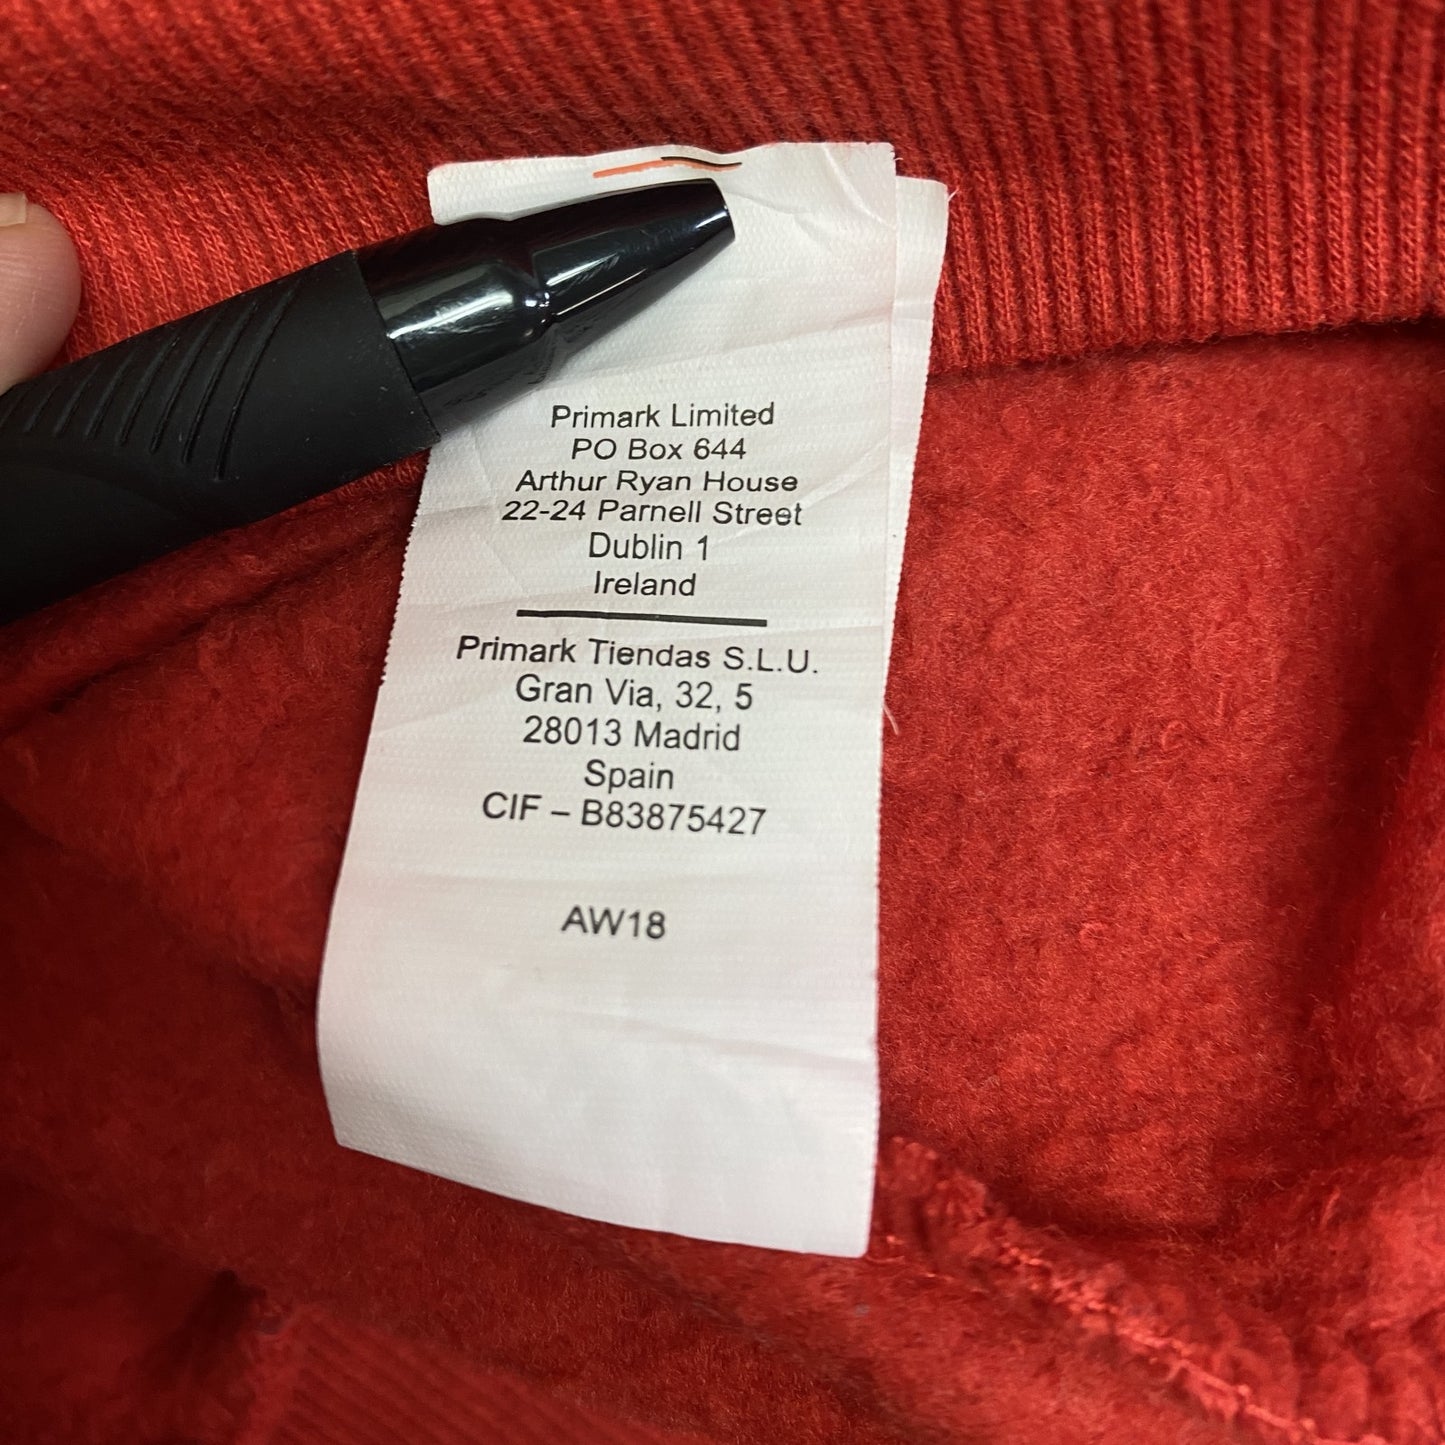 Primark Limited
PO Box 644
Arthur Ryan House
22-24 Parnell Street
Dublin 1
Ireland
Primark Tiendas S.L.U.
Gran Via, 32, 5
28013 Madrid
Spain
CIF – B83875427
AW18